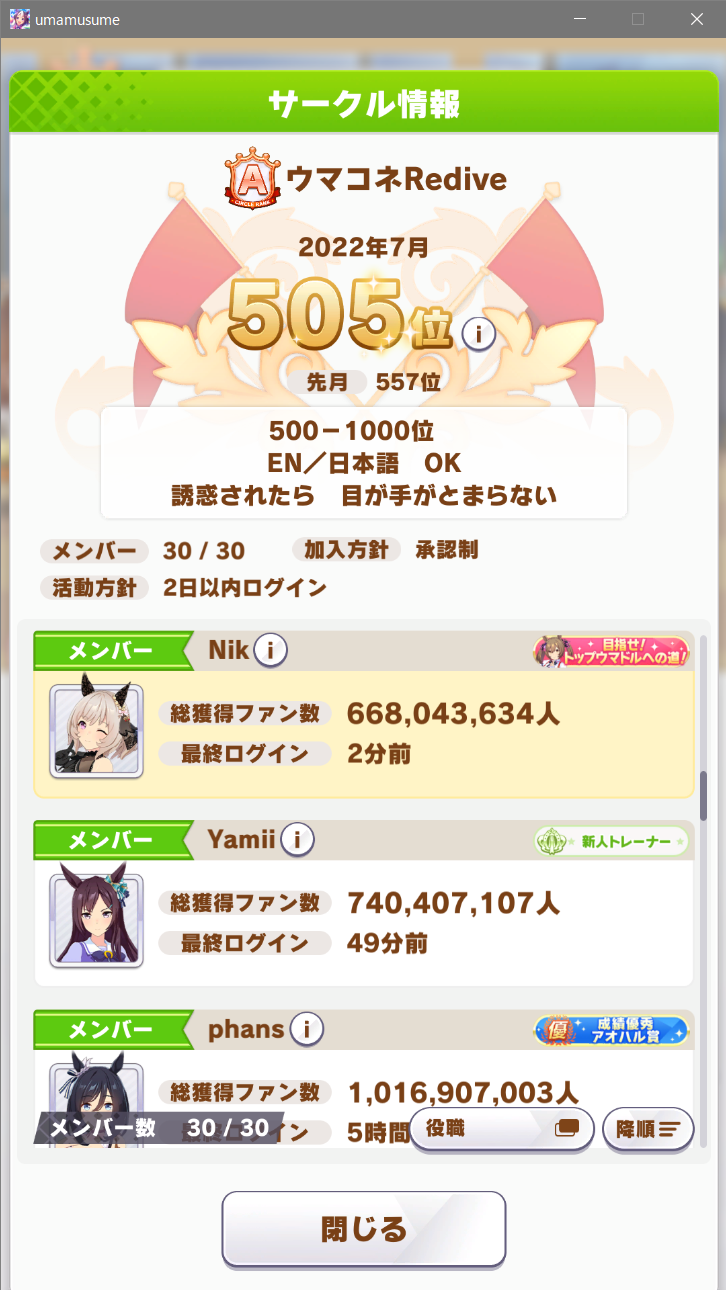 umamusume
サークル情報
A
CIRCLE RANK
ウマコネRedive
2022年7月
505位
i
先月 557位
500－1000位
EN／日本語　OK
誘惑されたら　目が手がとまらない
メンバー 30 / 30 加入方針 承認制
活動方針 2日以内ログイン
メンバー Nik i 目指せ!
トップウマドルへの道!
総獲得ファン数 668,043,634人
最終ログイン 2分前
メンバー Yamii i 新人トレーナー
総獲得ファン数 740,407,107人
最終ログイン 49分前
メンバー phans i 優 成績優秀
アオハル賞
総獲得ファン数 1,016,907,003人
イン 5時間
メンバー数 30 / 30 役職 降順
閉じる